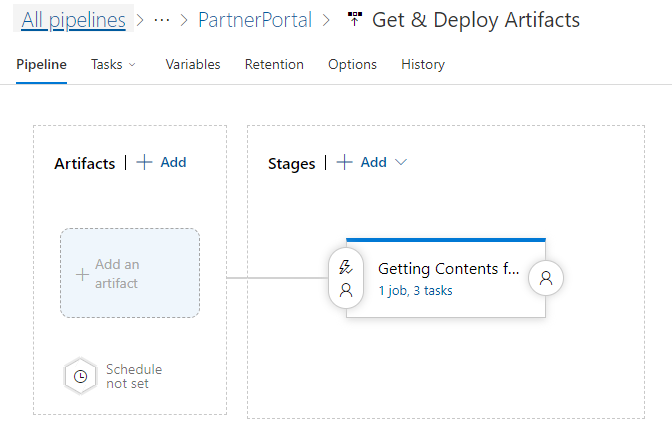 All pipelines > ··· > PartnerPortal > Get & Deploy Artifacts
Pipeline Tasks Variables Retention Options History
Artifacts | + Add
Stages | + Add
+ Add an
artifact
Schedule
not set
Getting Contents f...
1 job, 3 tasks